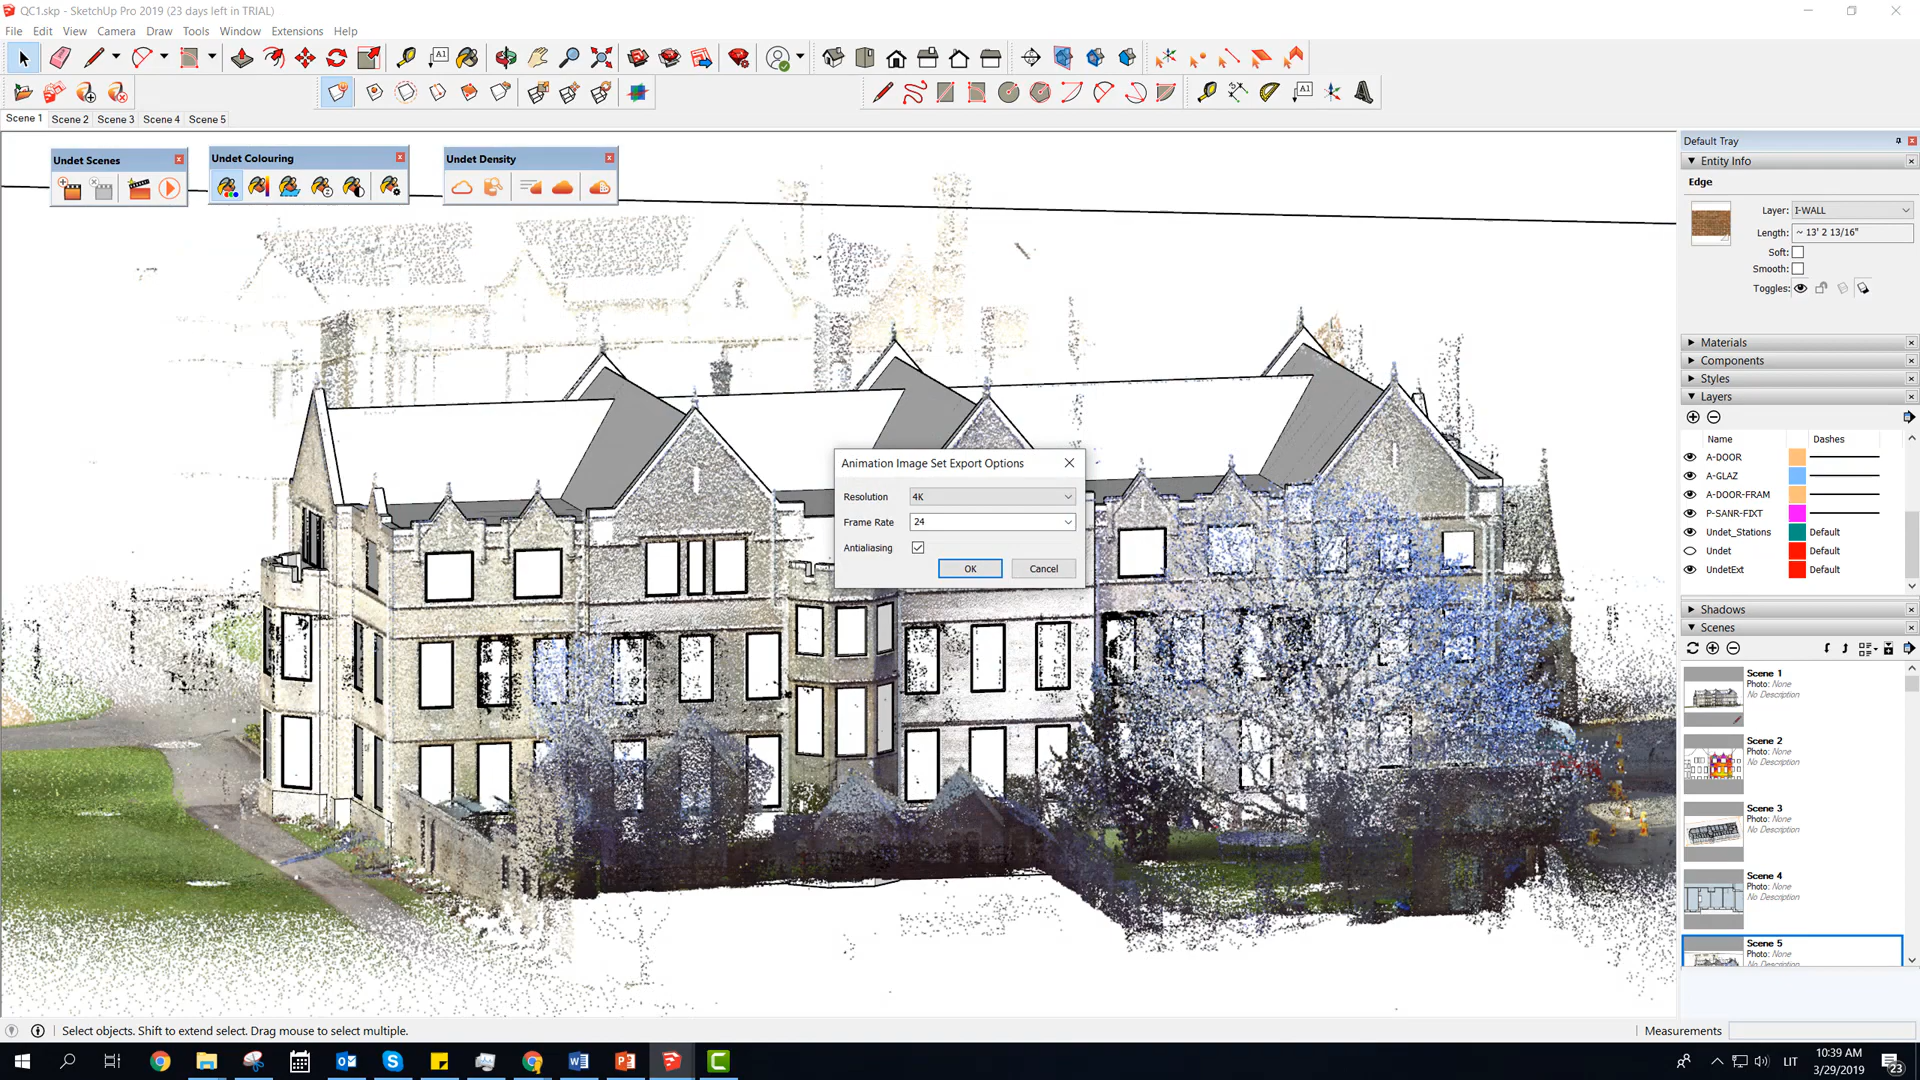 QC1.skp - SketchUp Pro 2019 (23 days left in TRIAL)
File Edit View Camera Draw Tools Window Extensions Help
Scene 1 Scene 2 Scene 3 Scene 4 Scene 5
Undet Scenes
Undet Colouring
Undet Density
Default Tray
Entity Info
Edge
Layer: I-WALL
Length: ~ 13' 2 13/16"
Soft:
Smooth:
Toggles:
Materials
Components
Styles
Layers
Name Dashes
A-DOOR
A-GLAZ
A-DOOR-FRAM
P-SANR-FIXT
Undet_Stations Default
Undet Default
UndetExt Default
Shadows
Scenes
Scene 1
Photo: None
No Description
Scene 2
Photo: None
No Description
Scene 3
Photo: None
No Description
Scene 4
Photo: None
No Description
Scene 5
Photo: None
No Description
Animation Image Set Export Options
Resolution 4K
Frame Rate 24
Antialiasing
OK Cancel
Select objects. Shift to extend select. Drag mouse to select multiple.
Measurements
LIT
10:39 AM
3/29/2019
23